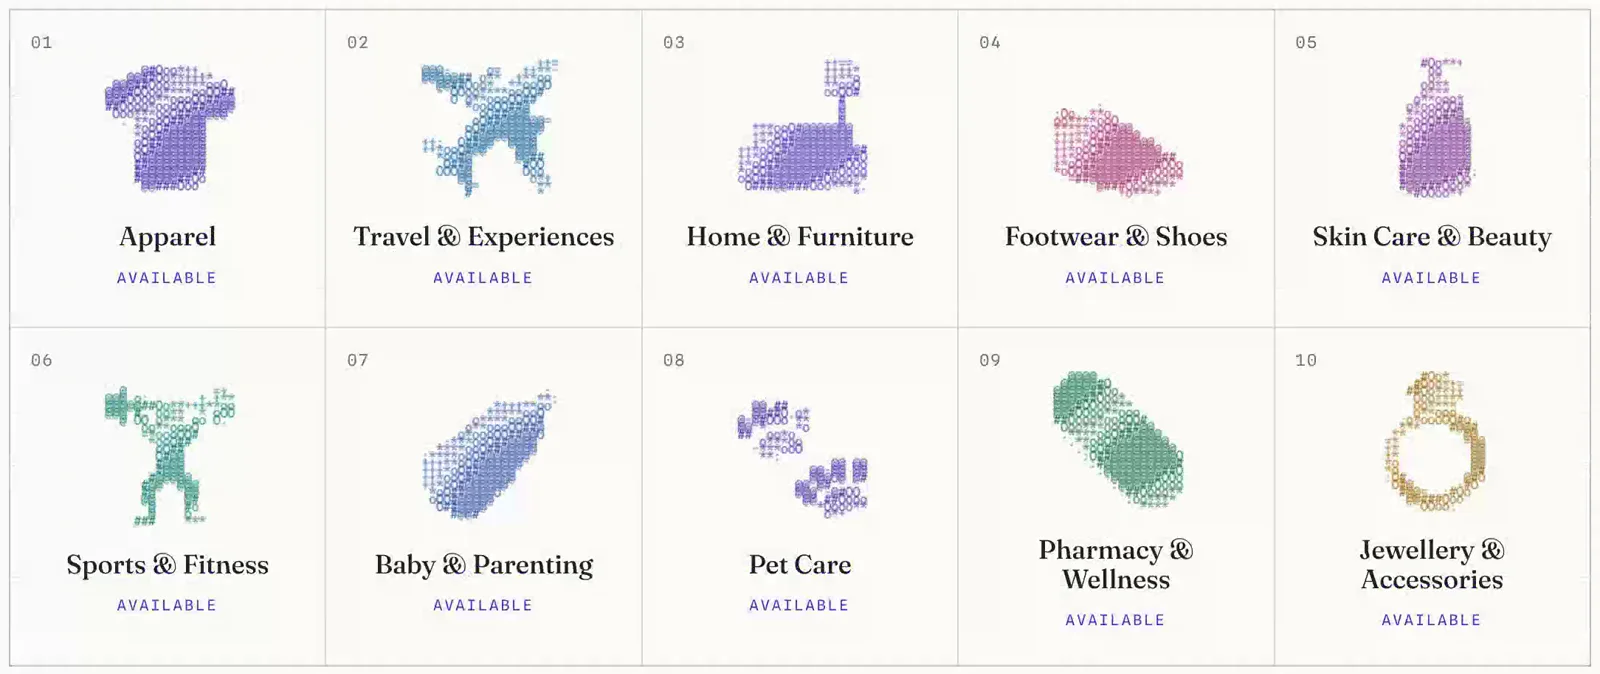 01
Apparel
AVAILABLE
02
Travel & Experiences
AVAILABLE
03
Home & Furniture
AVAILABLE
04
Footwear & Shoes
AVAILABLE
05
Skin Care & Beauty
AVAILABLE
06
Sports & Fitness
AVAILABLE
07
Baby & Parenting
AVAILABLE
08
Pet Care
AVAILABLE
09
Pharmacy &
Wellness
AVAILABLE
10
Jewellery &
Accessories
AVAILABLE